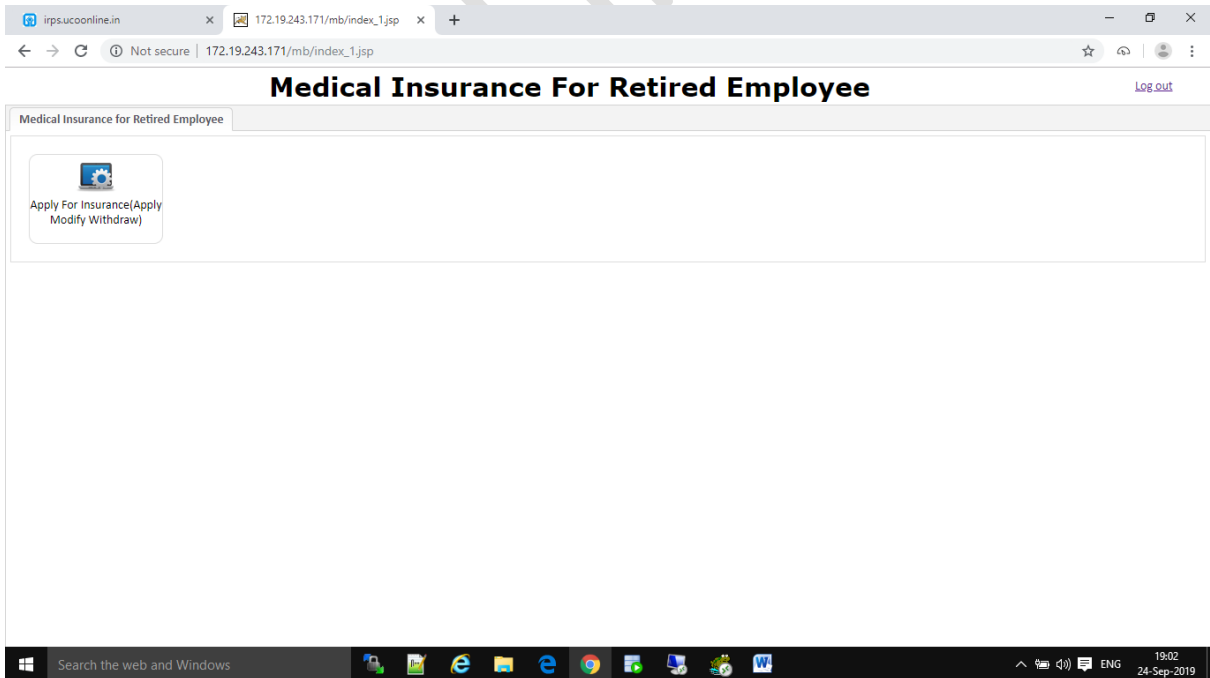 irps.ucoonline.in
172.19.243.171/mb/index_1.jsp
Not secure | 172.19.243.171/mb/index_1.jsp
Medical Insurance For Retired Employee
Log out
Medical Insurance for Retired Employee
Apply For Insurance(Apply
Modify Withdraw)
Search the web and Windows
ENG
19:02
24-Sep-2019